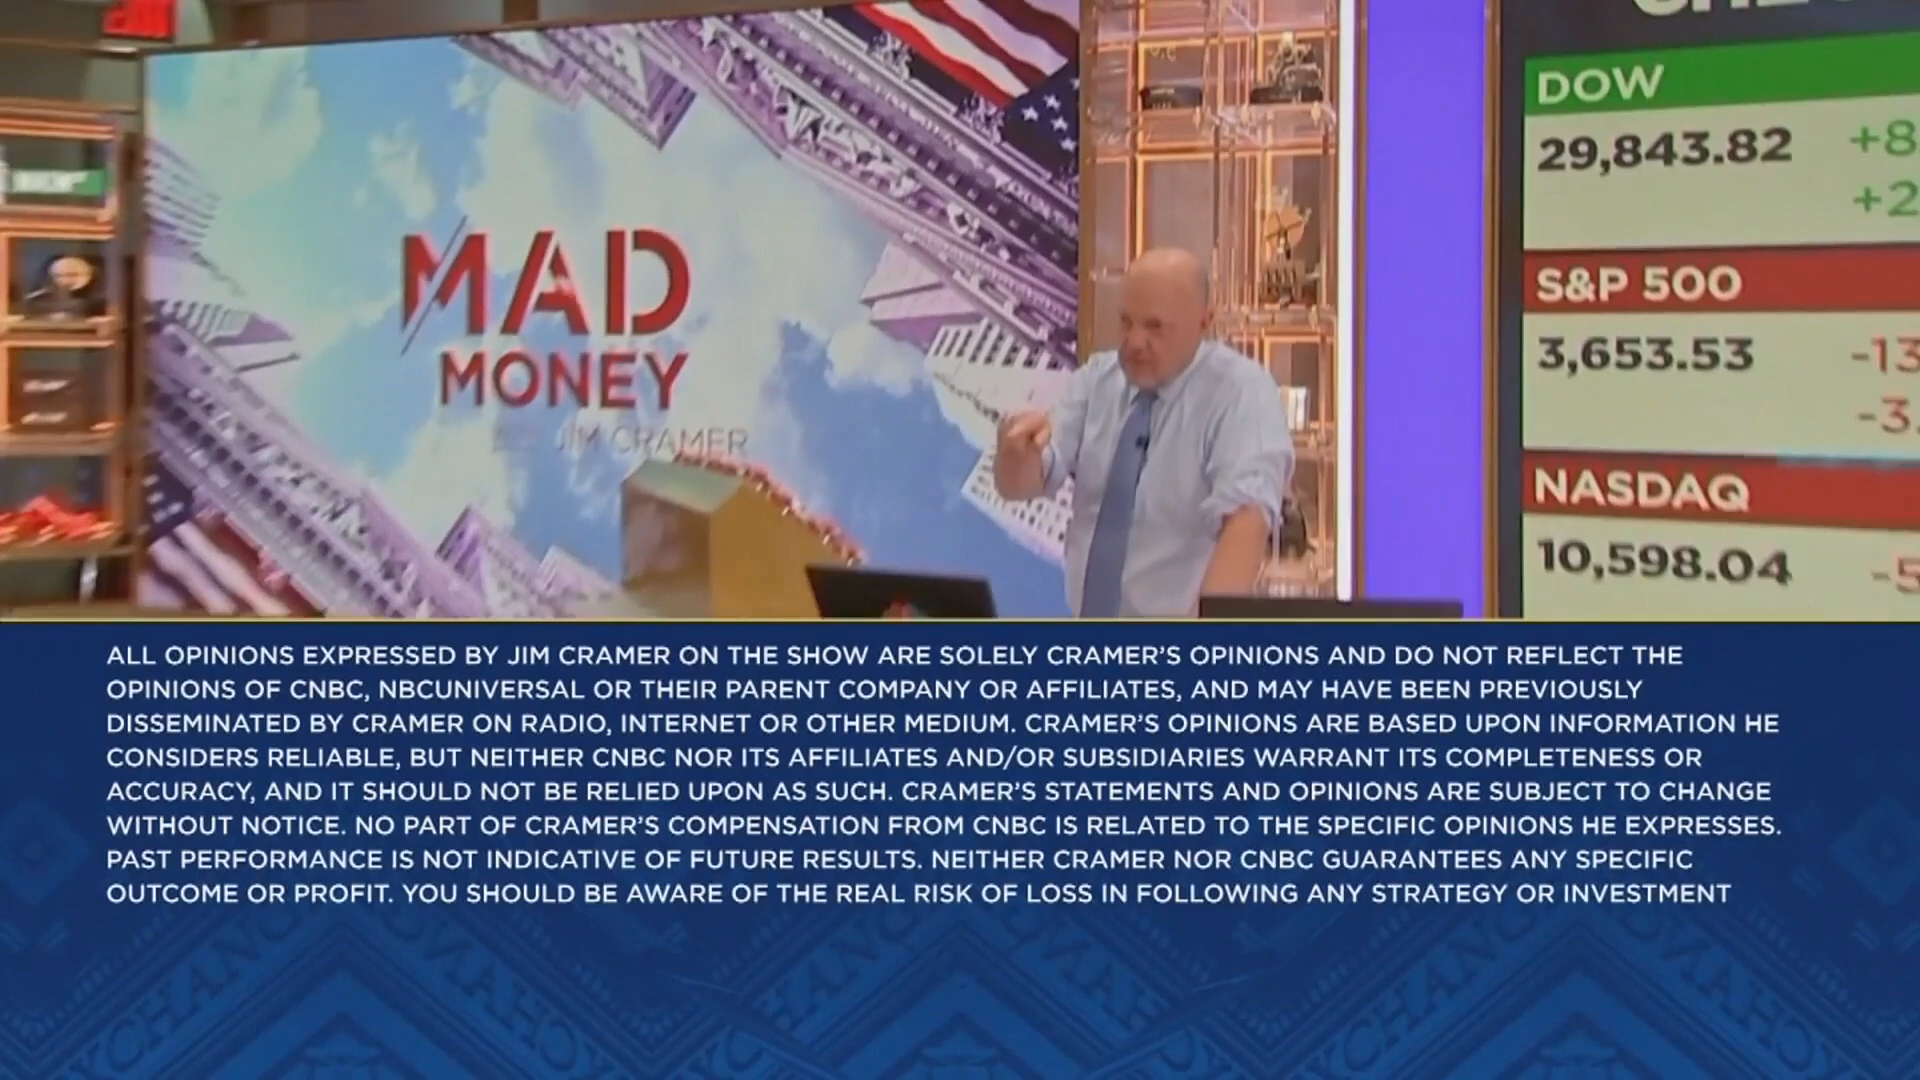 MAD
MONEY
JIM CRAMER
DOW
29,843.82 +8
+2
S&P 500
3,653.53 -13
-3.
NASDAQ
10,598.04 -5
ALL OPINIONS EXPRESSED BY JIM CRAMER ON THE SHOW ARE SOLELY CRAMER'S OPINIONS AND DO NOT REFLECT THE
OPINIONS OF CNBC, NBCUNIVERSAL OR THEIR PARENT COMPANY OR AFFILIATES, AND MAY HAVE BEEN PREVIOUSLY
DISSEMINATED BY CRAMER ON RADIO, INTERNET OR OTHER MEDIUM. CRAMER'S OPINIONS ARE BASED UPON INFORMATION HE
CONSIDERS RELIABLE, BUT NEITHER CNBC NOR ITS AFFILIATES AND/OR SUBSIDIARIES WARRANT ITS COMPLETENESS OR
ACCURACY, AND IT SHOULD NOT BE RELIED UPON AS SUCH. CRAMER'S STATEMENTS AND OPINIONS ARE SUBJECT TO CHANGE
WITHOUT NOTICE. NO PART OF CRAMER'S COMPENSATION FROM CNBC IS RELATED TO THE SPECIFIC OPINIONS HE EXPRESSES.
PAST PERFORMANCE IS NOT INDICATIVE OF FUTURE RESULTS. NEITHER CRAMER NOR CNBC GUARANTEES ANY SPECIFIC
OUTCOME OR PROFIT. YOU SHOULD BE AWARE OF THE REAL RISK OF LOSS IN FOLLOWING ANY STRATEGY OR INVESTMENT